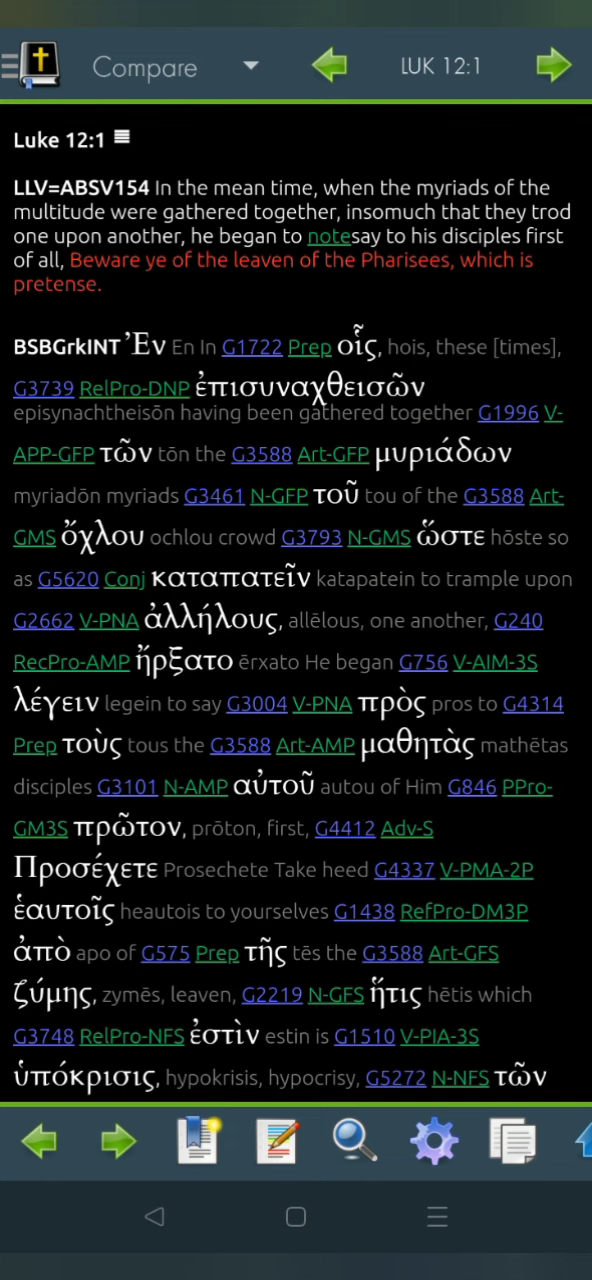 Compare LUK 12:1
Luke 12:1
LLV=ABSV154 In the mean time, when the myriads of the
multitude were gathered together, insomuch that they trod
one upon another, he began to notesay to his disciples first
of all, Beware ye of the leaven of the Pharisees, which is
pretense.
BSBGrkINT Ἐν En In G1722 Prep οἷς, hois, these [times],
G3739 RelPro-DNP ἐπισυναχθεισῶν
episynachtheisōn having been gathered together G1996 V-
APP-GFP τῶν tōn the G3588 Art-GFP μυριάδων
myriadōn myriads G3461 N-GFP τοῦ tou of the G3588 Art-
GMS ὄχλου ochlou crowd G3793 N-GMS ὥστε hōste so
as G5620 Conj καταπατεῖν katapatein to trample upon
G2662 V-PNA ἀλλήλους, allēlous, one another, G240
RecPro-AMP ἤρξατο ērxato He began G756 V-AIM-3S
λέγειν legein to say G3004 V-PNA πρὸς pros to G4314
Prep τοὺς tous the G3588 Art-AMP μαθητὰς mathētas
disciples G3101 N-AMP αὐτοῦ autou of Him G846 PPro-
GM3S πρῶτον, prōton, first, G4412 Adv-S
Προσέχετε Prosechete Take heed G4337 V-PMA-2P
ἑαυτοῖς heautois to yourselves G1438 RefPro-DM3P
ἀπὸ apo of G575 Prep τῆς tēs the G3588 Art-GFS
ζύμης, zymēs, leaven, G2219 N-GFS ἥτις hētis which
G3748 RelPro-NFS ἐστὶν estin is G1510 V-PIA-3S
ὑπόκρισις, hypokrisis, hypocrisy, G5272 N-NFS τῶν